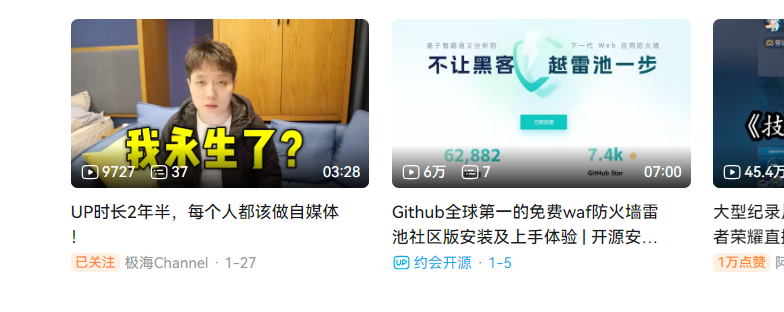 我永生了?
9727
37
03:28
UP时长2年半，每个人都该做自媒体
！
已关注 极海Channel · 1-27
基于智能语义分析的 下一代 Web 应用防火墙
不让黑客 越雷池一步
62,882
7.4k
GitHub Star
6万
7
07:00
Github全球第一的免费waf防火墙雷
池社区版安装及上手体验 | 开源安…
UP 约会开源 · 1-5
《技
45.4万
大型纪录
者荣耀直
1万点赞